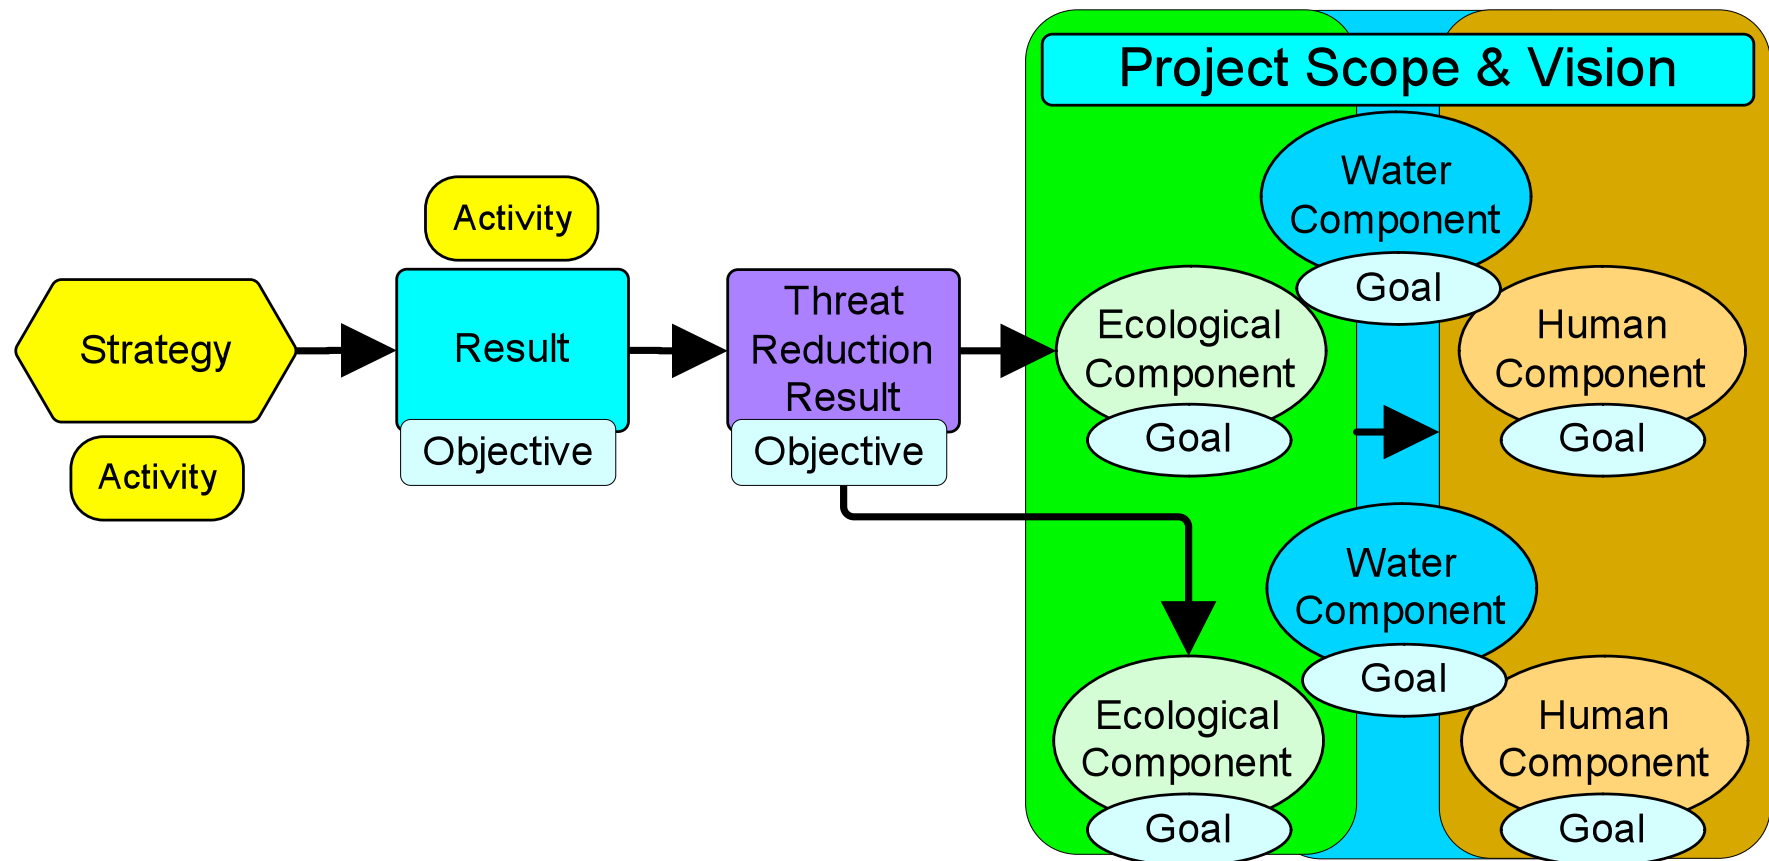 Project Scope & Vision
Activity
Strategy
Activity
Result
Objective
Threat
Reduction
Result
Objective
Water
Component
Goal
Ecological
Component
Goal
Human
Component
Goal
Water
Component
Goal
Ecological
Component
Goal
Human
Component
Goal